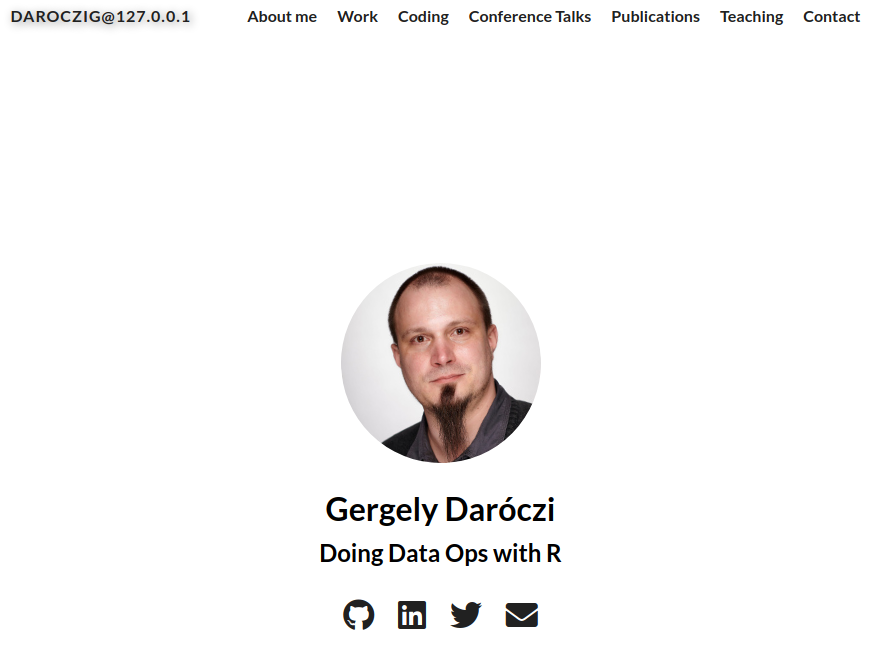 DAROCZIG@127.0.0.1 About me Work Coding Conference Talks Publications Teaching Contact
Gergely Daróczi
Doing Data Ops with R